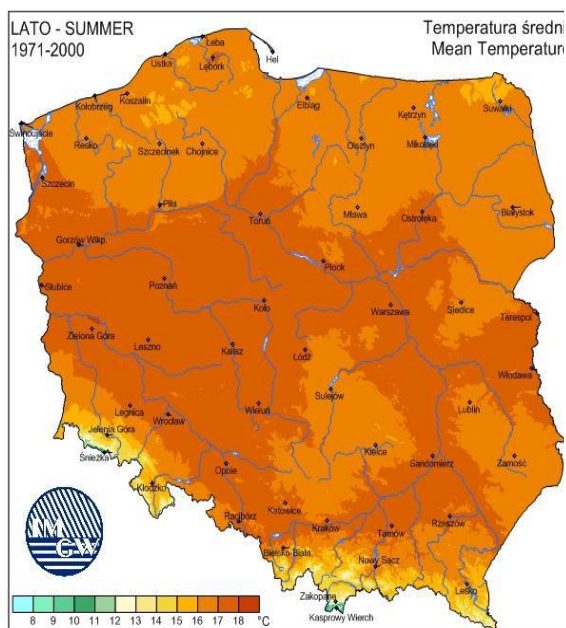 LATO - SUMMER
1971-2000
Temperatura średni
Mean Temperature
Łeba
Hel
Ustka
Lębork
Koszalin
Kołobrzeg
Elbląg
Kętrzyn
Suwałki
Świnoujście
Resko
Szczecinek
Chojnice
Olsztyn
Mikołajki
Szczecin
Piła
Toruń
Mława
Ostrołęka
Białystok
Gorzów Wlkp.
Płock
Słubice
Poznań
Koło
Warszawa
Siedlce
Terespol
Zielona Góra
Leszno
Kalisz
Łódź
Włodawa
Legnica
Wrocław
Wieluń
Sulejów
Lublin
Jelenia Góra
Śnieżka
Opole
Kielce
Sandomierz
Zamość
Kłodzko
Racibórz
Katowice
Kraków
Tarnów
Rzeszów
Bielsko-Biała
Nowy Sącz
Lesko
Zakopane
Kasprowy Wierch
IM
GW
8 9 10 11 12 13 14 15 16 17 18 °C